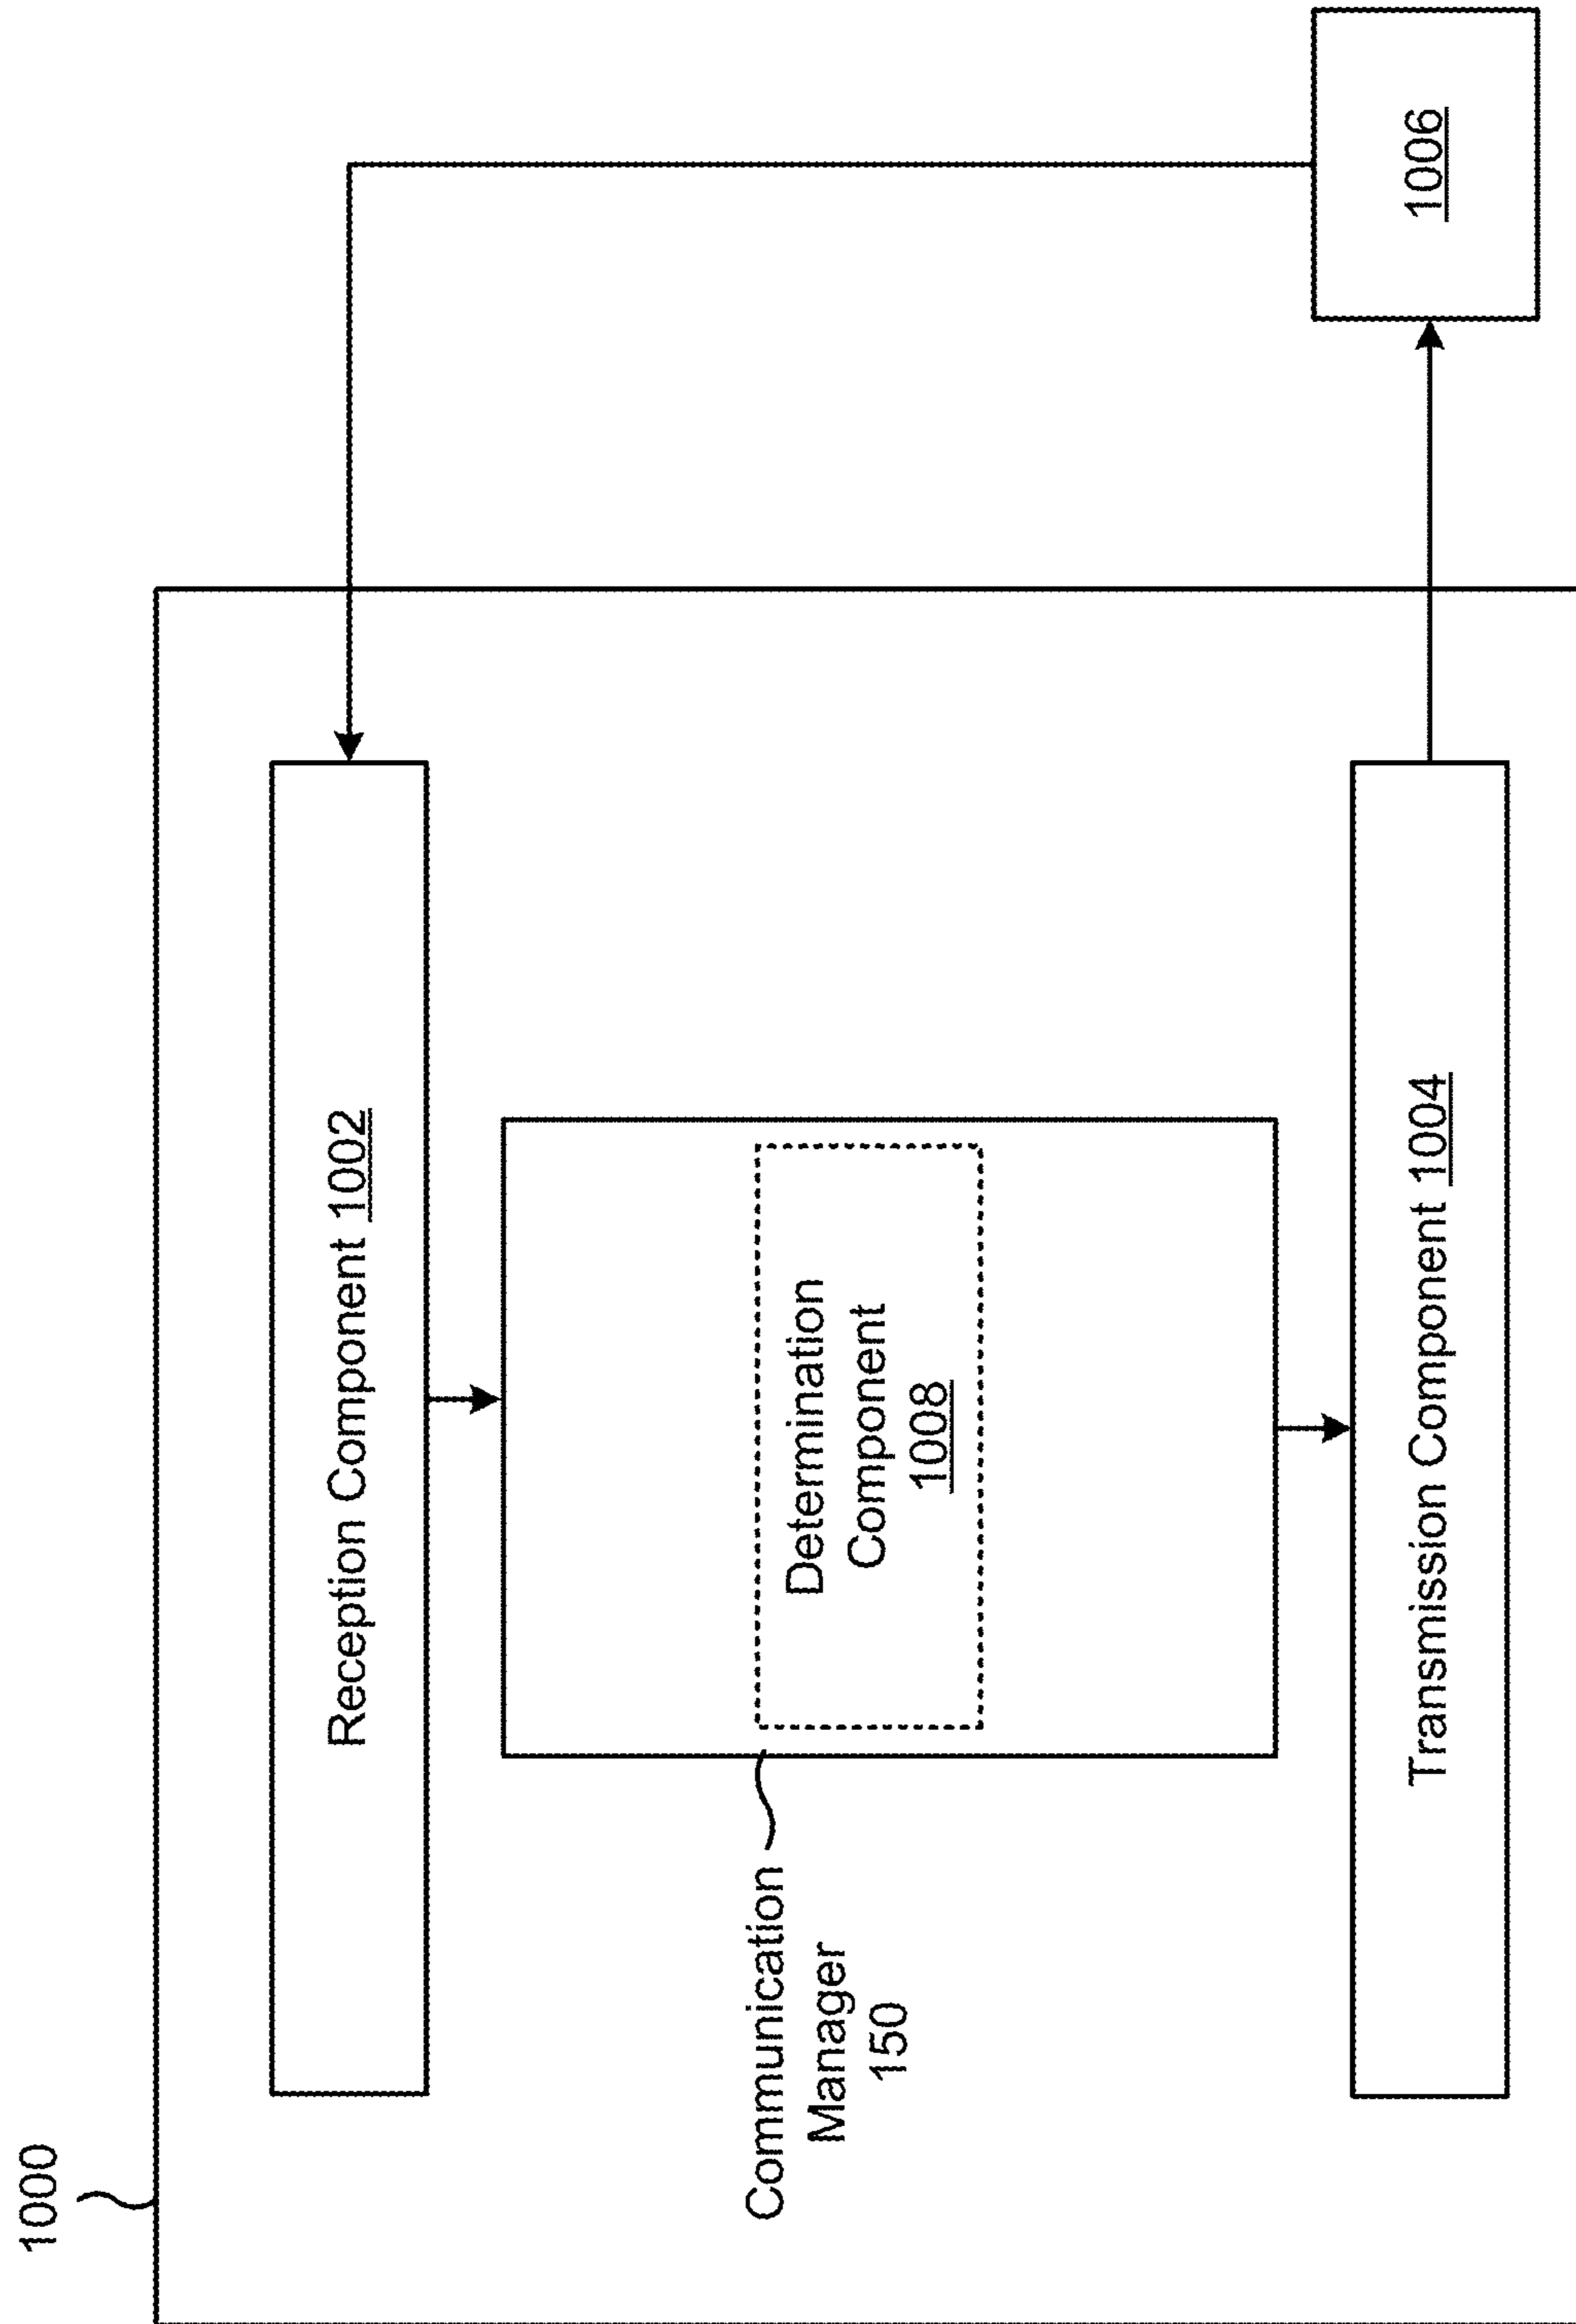 1000
Reception Component 1002
Communication
Manager
150
Determination
Component
1008
Transmission Component 1004
1006